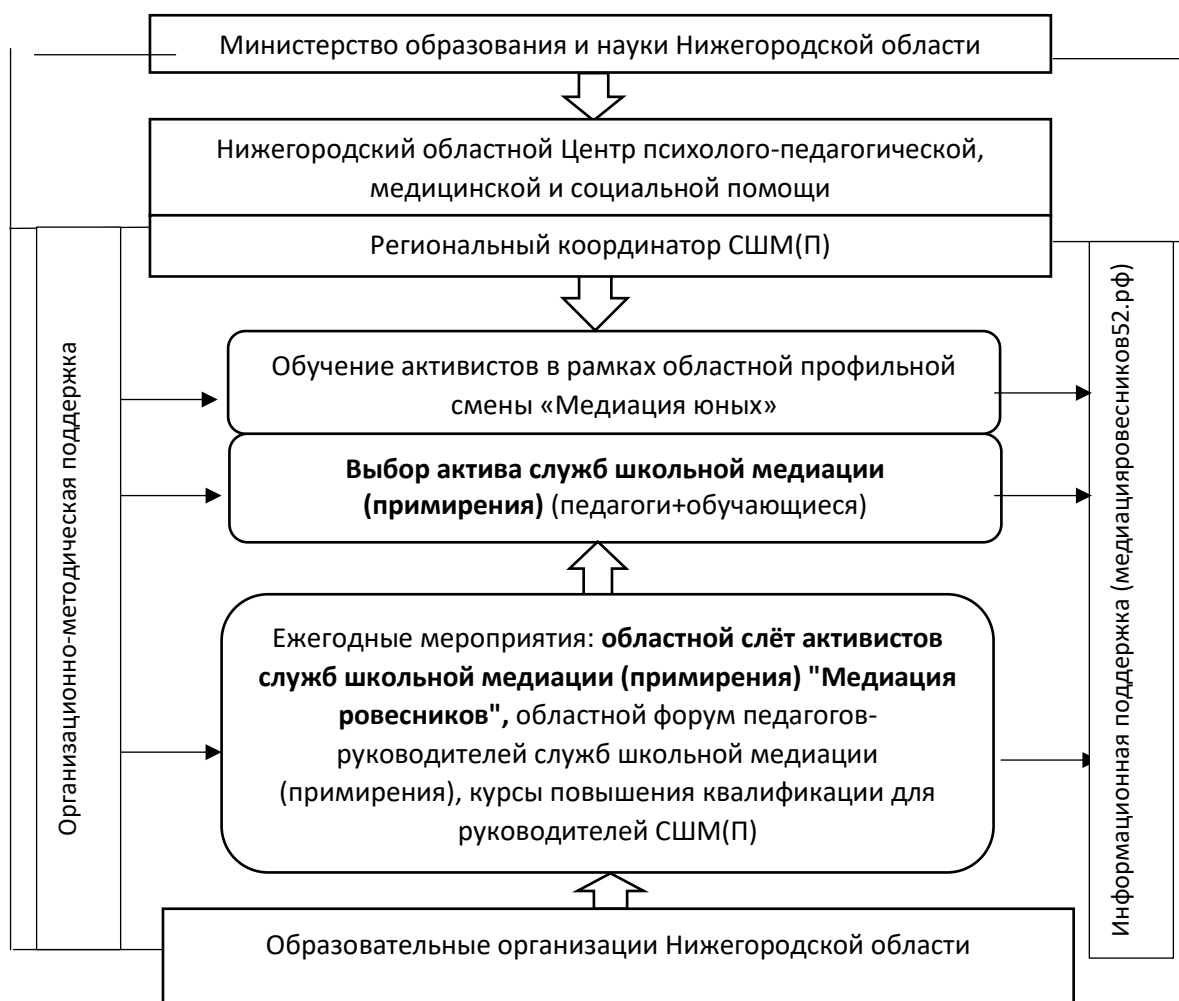 Министерство образования и науки Нижегородской области
Нижегородский областной Центр психолого-педагогической,
медицинской и социальной помощи
Региональный координатор СШМ(П)
Организационно-методическая поддержка
Обучение активистов в рамках областной профильной
смены «Медиация юных»
Выбор актива служб школьной медиации
(примирения) (педагоги+обучающиеся)
Ежегодные мероприятия: областной слёт активистов
служб школьной медиации (примирения) "Медиация
ровесников", областной форум педагогов-
руководителей служб школьной медиации
(примирения), курсы повышения квалификации для
руководителей СШМ(П)
Информационная поддержка (медиацияровесников52.рф)
Образовательные организации Нижегородской области